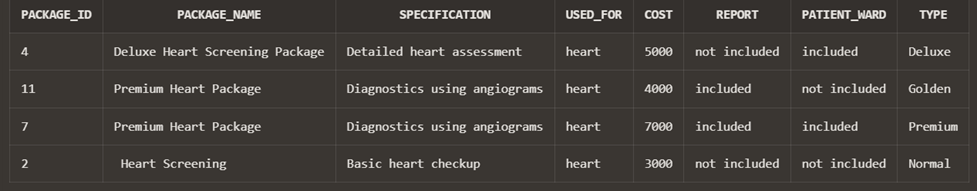 PACKAGE_ID PACKAGE_NAME SPECIFICATION USED_FOR COST REPORT PATIENT_WARD TYPE
4 Deluxe Heart Screening Package Detailed heart assessment heart 5000 not included included Deluxe
11 Premium Heart Package Diagnostics using angiograms heart 4000 included not included Golden
7 Premium Heart Package Diagnostics using angiograms heart 7000 included included Premium
2 Heart Screening Basic heart checkup heart 3000 not included not included Normal